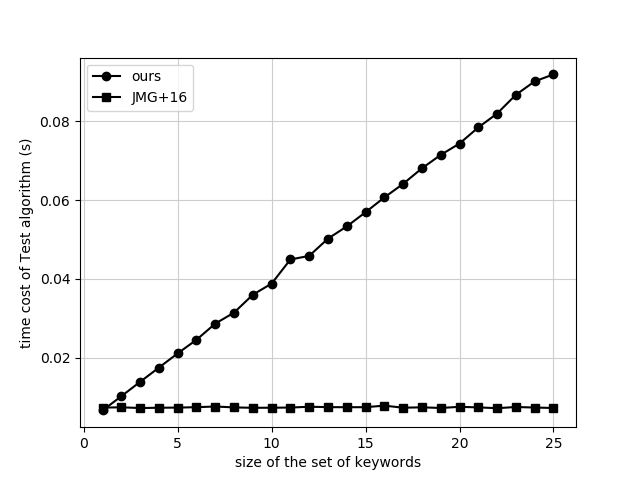 ours
JMG+16
0.08
0.06
0.04
0.02
time cost of Test algorithm (s)
0 5 10 15 20 25
size of the set of keywords